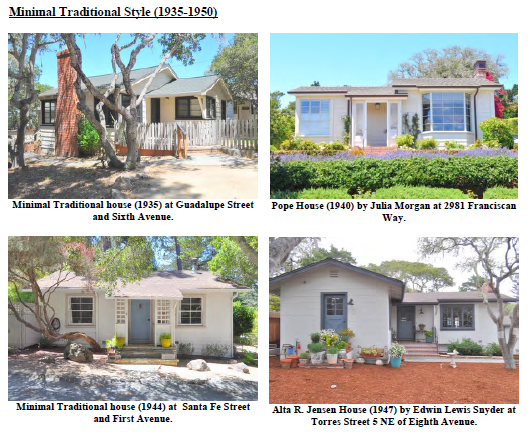 Minimal Traditional Style (1935-1950)
Minimal Traditional house (1935) at Guadalupe Street
and Sixth Avenue.
Pope House (1940) by Julia Morgan at 2981 Franciscan
Way.
Minimal Traditional house (1944) at  Santa Fe Street
and First Avenue.
Alta R. Jensen House (1947) by Edwin Lewis Snyder at
Torres Street 5 NE of Eighth Avenue.